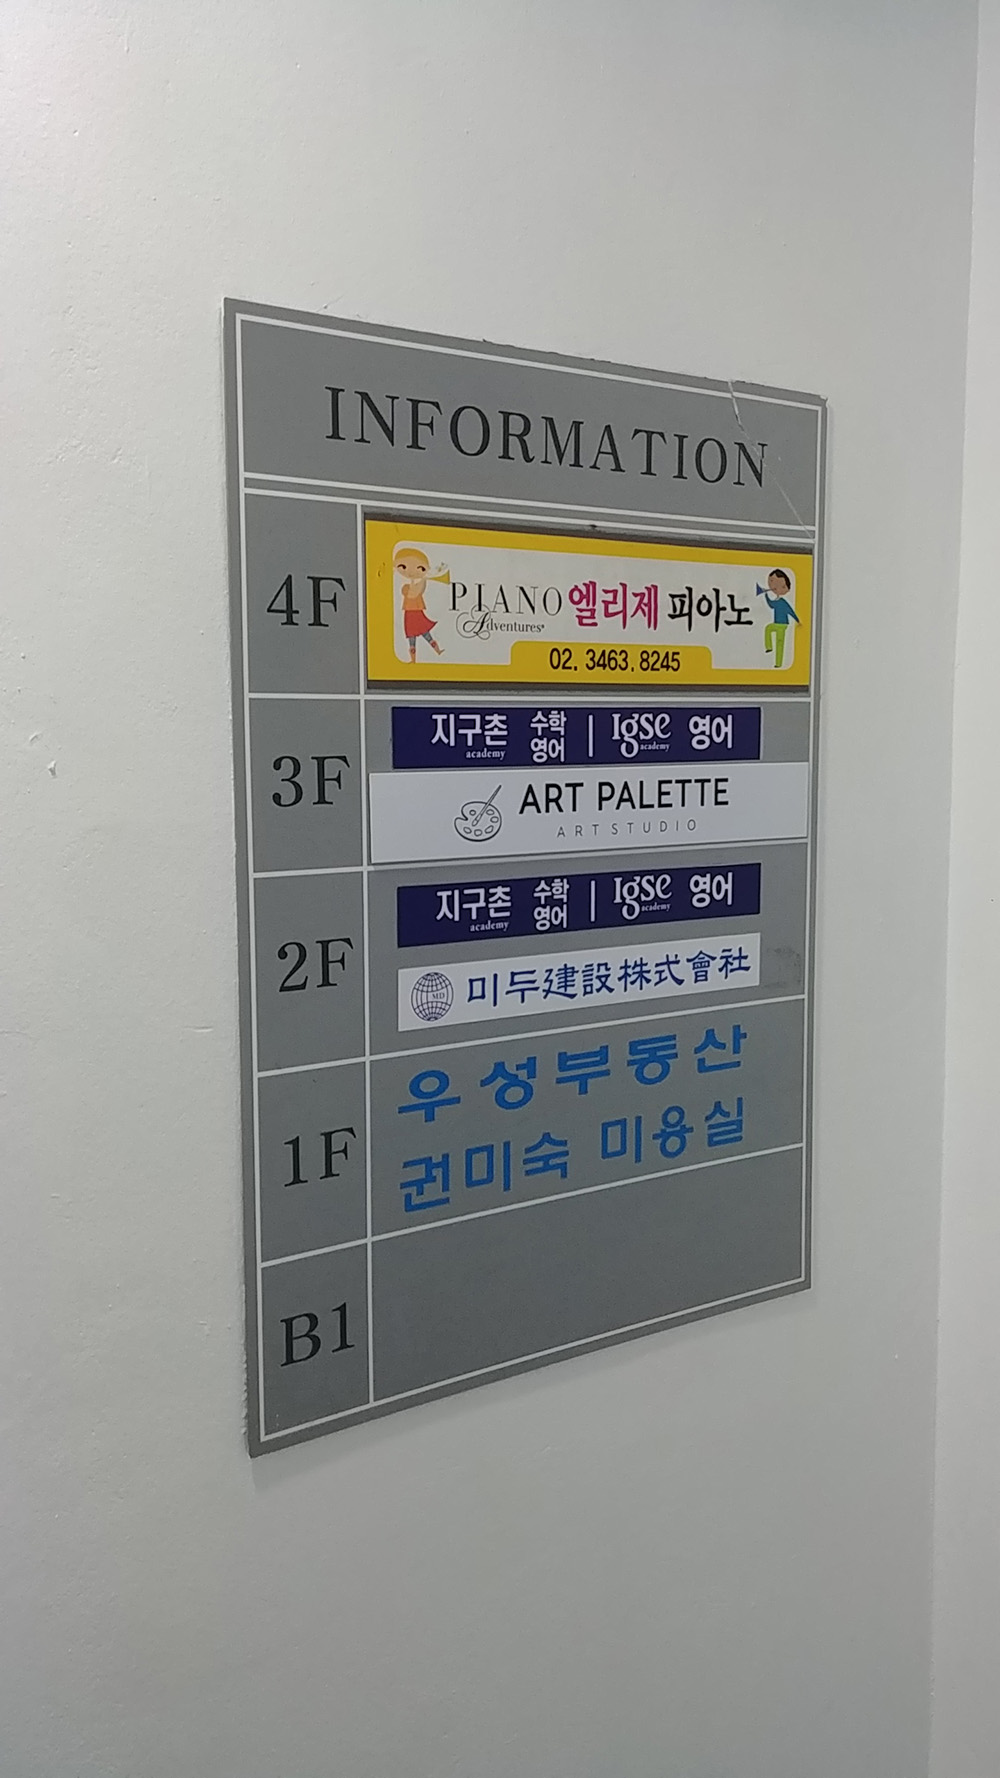 INFORMATION
4F
PIANO Adventures® 엘리제 피아노
02. 3463. 8245
3F
지구촌 academy 수학 영어 | Igse academy 영어
ART PALETTE
ART STUDIO
2F
지구촌 academy 수학 영어 | Igse academy 영어
MD 미두建設株式會社
1F
우성부동산
권미숙 미용실
B1